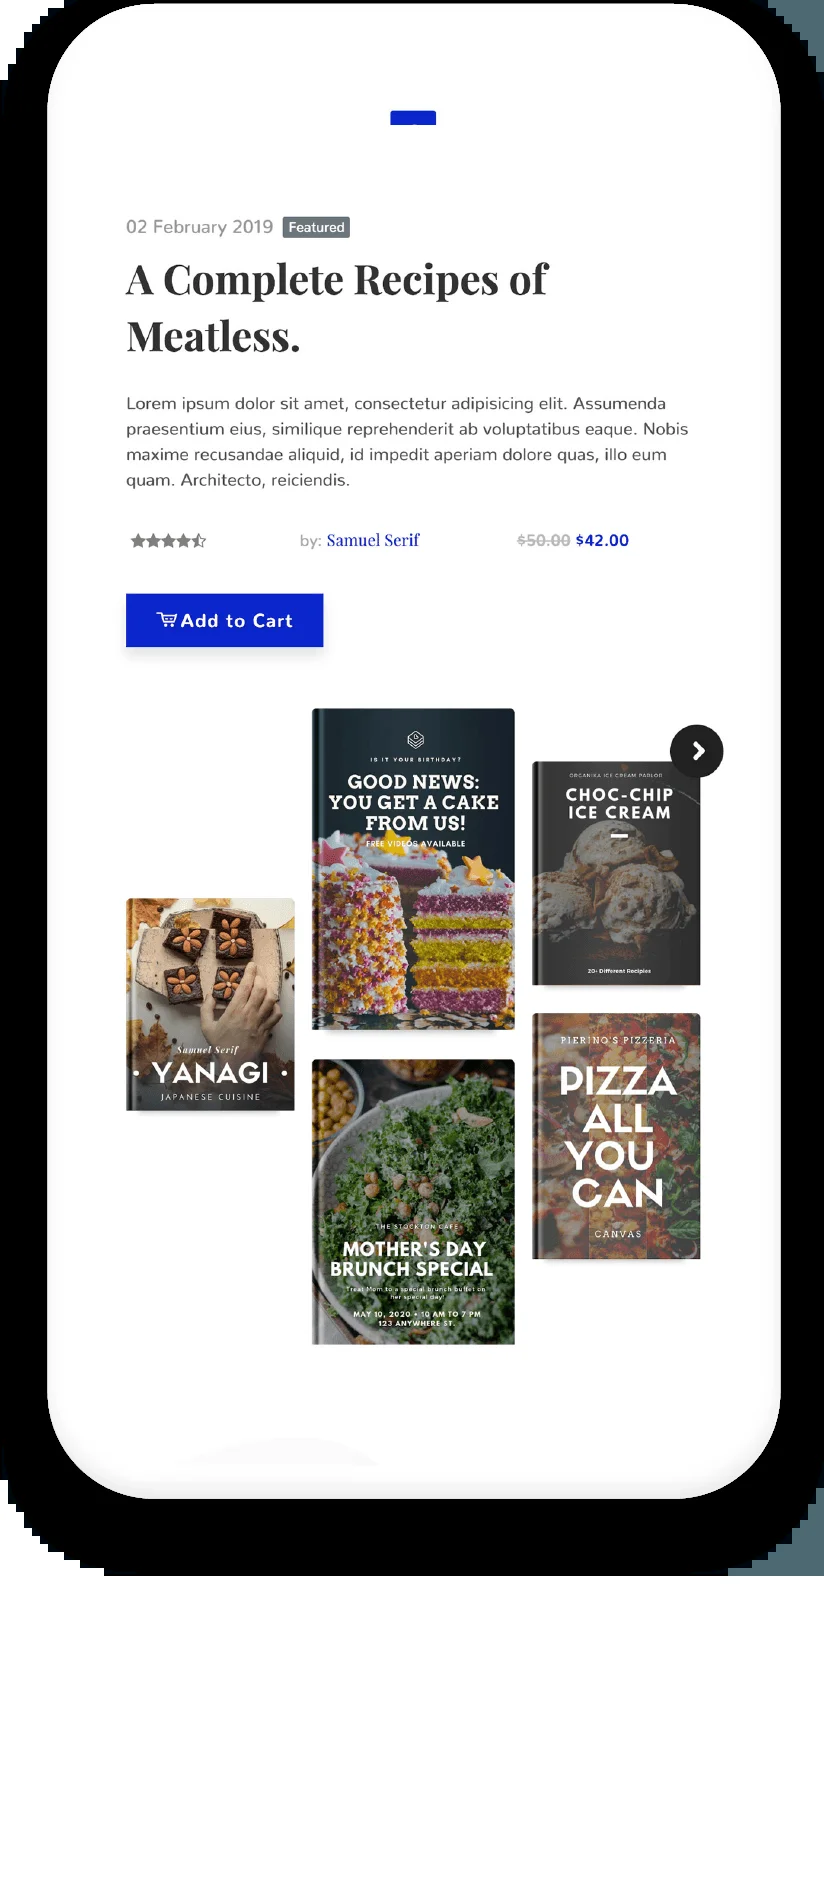 02 February 2019 Featured
A Complete Recipes of
Meatless.
Lorem ipsum dolor sit amet, consectetur adipisicing elit. Assumenda
praesentium eius, similique reprehenderit ab voluptatibus eaque. Nobis
maxime recusandae aliquid, id impedit aperiam dolore quas, illo eum
quam. Architecto, reiciendis.
by: Samuel Serif
$50.00 $42.00
Add to Cart
IS IT YOUR BIRTHDAY?
GOOD NEWS:
YOU GET A CAKE
FROM US!
FREE VIDEOS AVAILABLE
ORGANIKA ICE CREAM PARLOR
CHOC-CHIP
ICE CREAM
20+ Different Recipies
Samuel Serif
• YANAGI •
JAPANESE CUISINE
THE STOCKTON CAFE
MOTHER'S DAY
BRUNCH SPECIAL
Treat Mom to a special brunch buffet on
her special day!
MAY 10, 2020 • 10 AM TO 7 PM
123 ANYWHERE ST.
PIERINO'S PIZZERIA
PIZZA
ALL
YOU
CAN
CANVAS